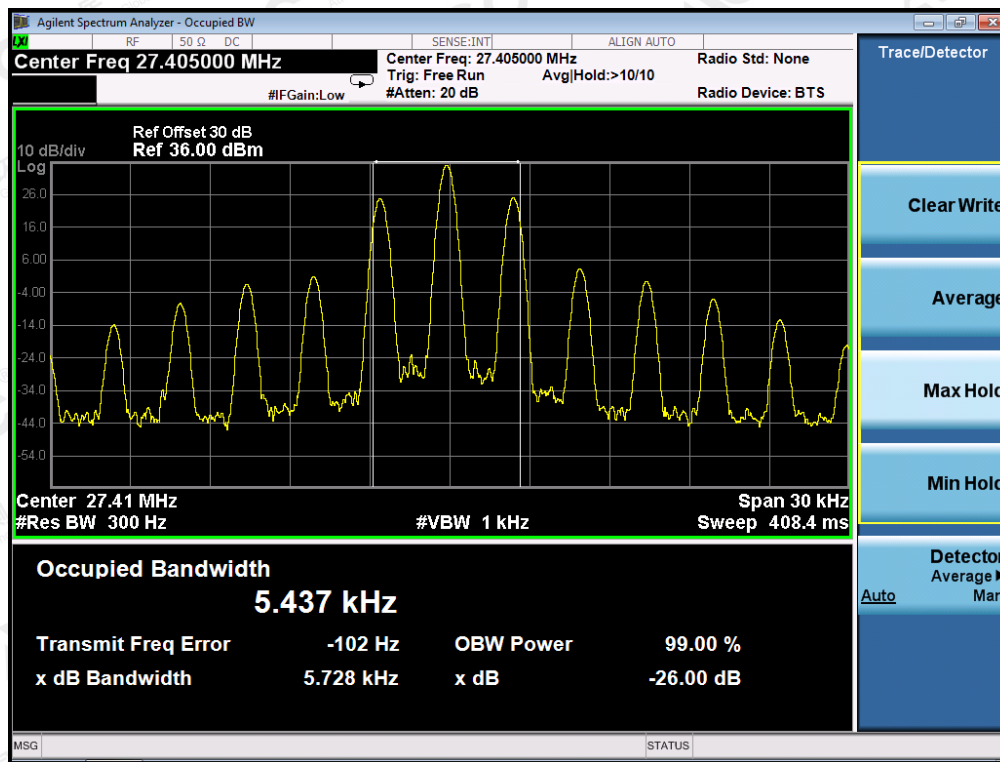 Agilent Spectrum Analyzer - Occupied BW
LXI RF 50 Ω DC SENSE:INT ALIGN AUTO
Center Freq 27.405000 MHz
Center Freq: 27.405000 MHz
Radio Std: None
Trig: Free Run Avg|Hold:>10/10
#IFGain:Low
#Atten: 20 dB
Radio Device: BTS
Ref Offset 30 dB
10 dB/div Ref 36.00 dBm
Log
26.0
16.0
6.00
-4.00
-14.0
-24.0
-34.0
-44.0
-54.0
Center 27.41 MHz
Span 30 kHz
#Res BW 300 Hz
#VBW 1 kHz
Sweep 408.4 ms
Occupied Bandwidth
5.437 kHz
Transmit Freq Error -102 Hz OBW Power 99.00 %
x dB Bandwidth 5.728 kHz x dB -26.00 dB
MSG
STATUS
Trace/Detector
Clear Write
Average
Max Hold
Min Hold
Detector
Average
Auto Man